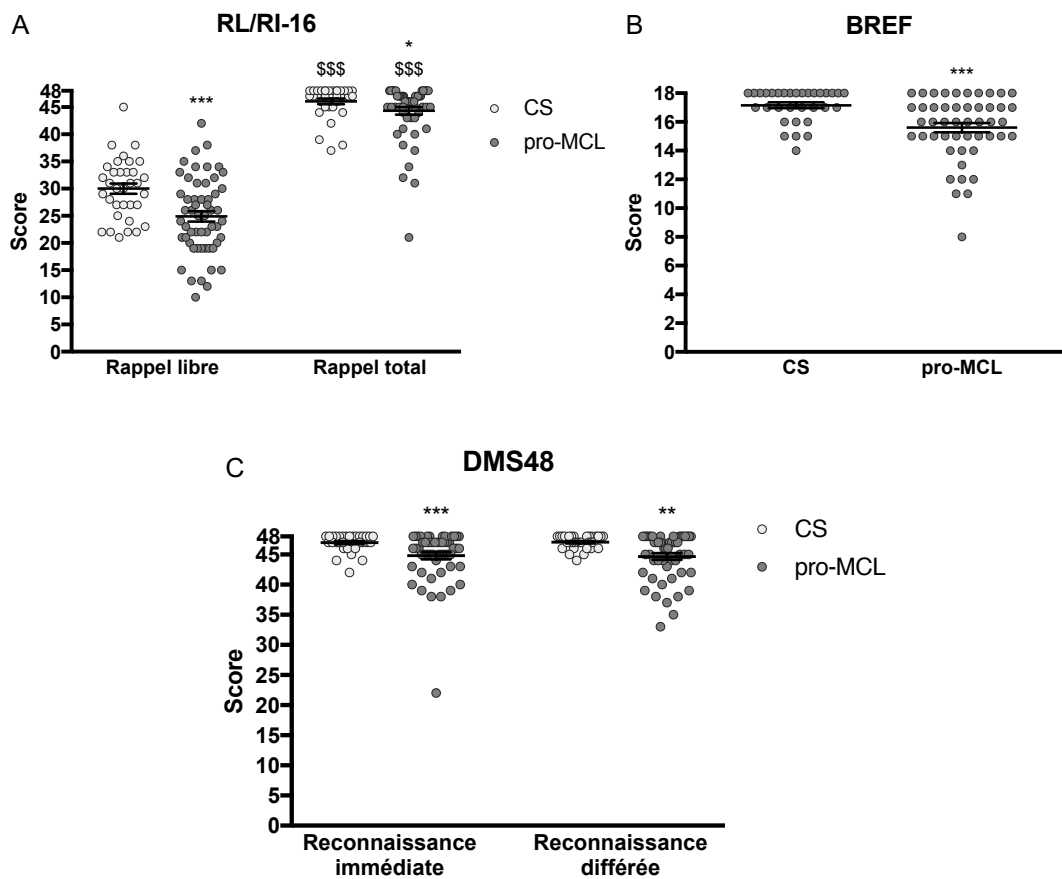 A
RL/RI-16
*
$$$
$$$
***
48
45
40
35
30
25
20
15
10
5
0
Score
Rappel libre
Rappel total
CS
pro-MCL
B
BREF
***
18
16
14
12
10
8
6
4
2
0
Score
CS
pro-MCL
C
DMS48
***
**
48
45
40
35
30
25
20
15
10
5
0
Score
Reconnaissance
immédiate
Reconnaissance
différée
CS
pro-MCL